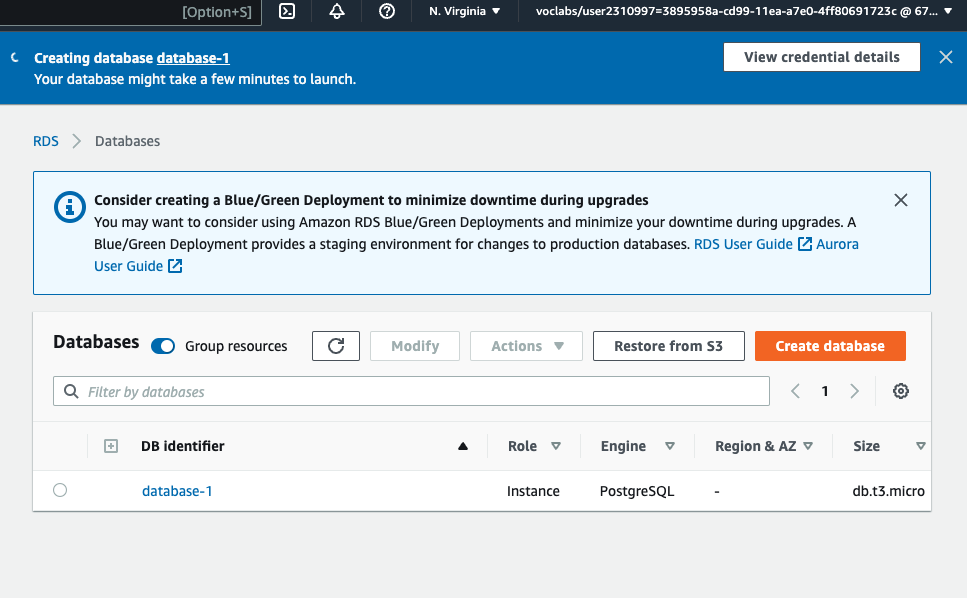 [Option+S]
N. Virginia
voclabs/user2310997=3895958a-cd99-11ea-a7e0-4ff80691723c @ 67...
Creating database database-1
Your database might take a few minutes to launch.
View credential details
RDS
Databases
Consider creating a Blue/Green Deployment to minimize downtime during upgrades
You may want to consider using Amazon RDS Blue/Green Deployments and minimize your downtime during upgrades. A
Blue/Green Deployment provides a staging environment for changes to production databases. RDS User Guide Aurora
User Guide
Databases
Group resources
Modify
Actions
Restore from S3
Create database
Filter by databases
1
DB identifier Role Engine Region & AZ Size
database-1 Instance PostgreSQL - db.t3.micro